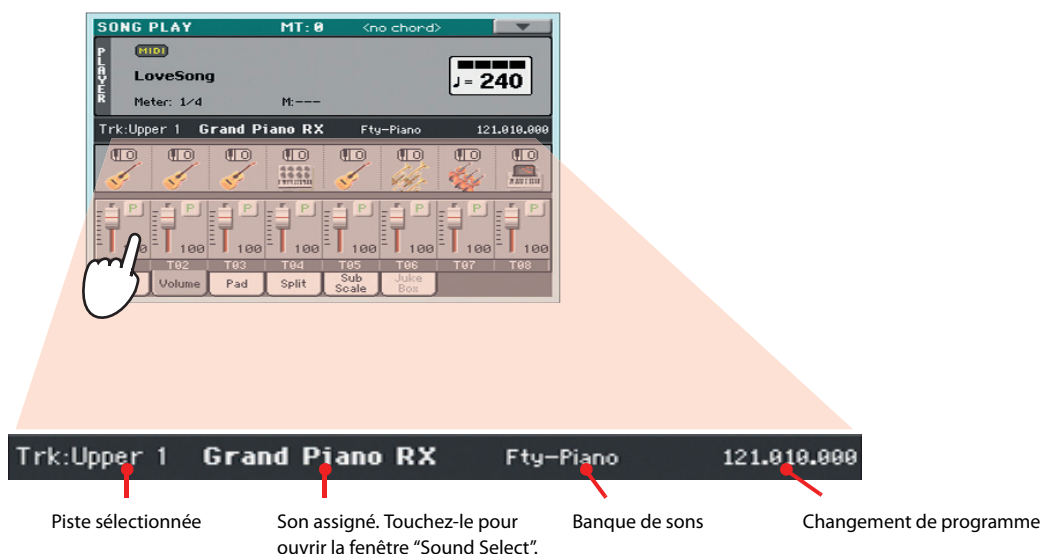 SONG PLAY MT: 0 <no chord>
PLAYER
MIDI
LoveSong
♩= 240
Meter: 1/4 M:---
Trk:Upper 1 Grand Piano RX Fty-Piano 121.010.000
P P P P P P P P
100 100 100 100 100 100 100
T02 T03 T04 T05 T06 T07 T08
Volume Pad Split Sub Scale Juke Box
Trk:Upper 1 Grand Piano RX Fty-Piano 121.010.000
Piste sélectionnée
Son assigné. Touchez-le pour
ouvrir la fenêtre “Sound Select”.
Banque de sons
Changement de programme